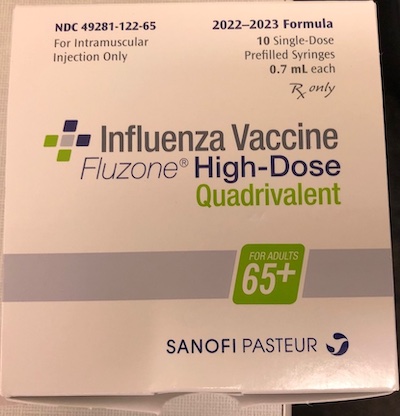 NDC 49281-122-65
For Intramuscular
Injection Only
2022–2023 Formula
10 Single-Dose
Prefilled Syringes
0.7 mL each
Rx only
Influenza Vaccine
Fluzone® High-Dose
Quadrivalent
FOR ADULTS
65+
SANOFI PASTEUR